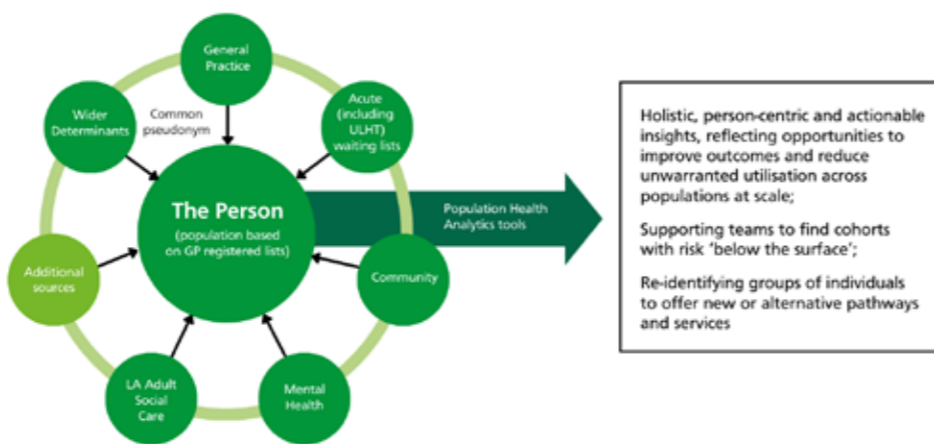 General
Practice
Wider
Determinants
Common
pseudonym
Acute
(including
ULHT)
waiting lists
The Person
(population based
on GP registered lists)
Population Health
Analytics tools
Additional
sources
Community
LA Adult
Social
Care
Mental
Health
Holistic, person-centric and actionable
insights, reflecting opportunities to
improve outcomes and reduce
unwarranted utilisation across
populations at scale;
Supporting teams to find cohorts
with risk ‘below the surface’;
Re-identifying groups of individuals
to offer new or alternative pathways
and services